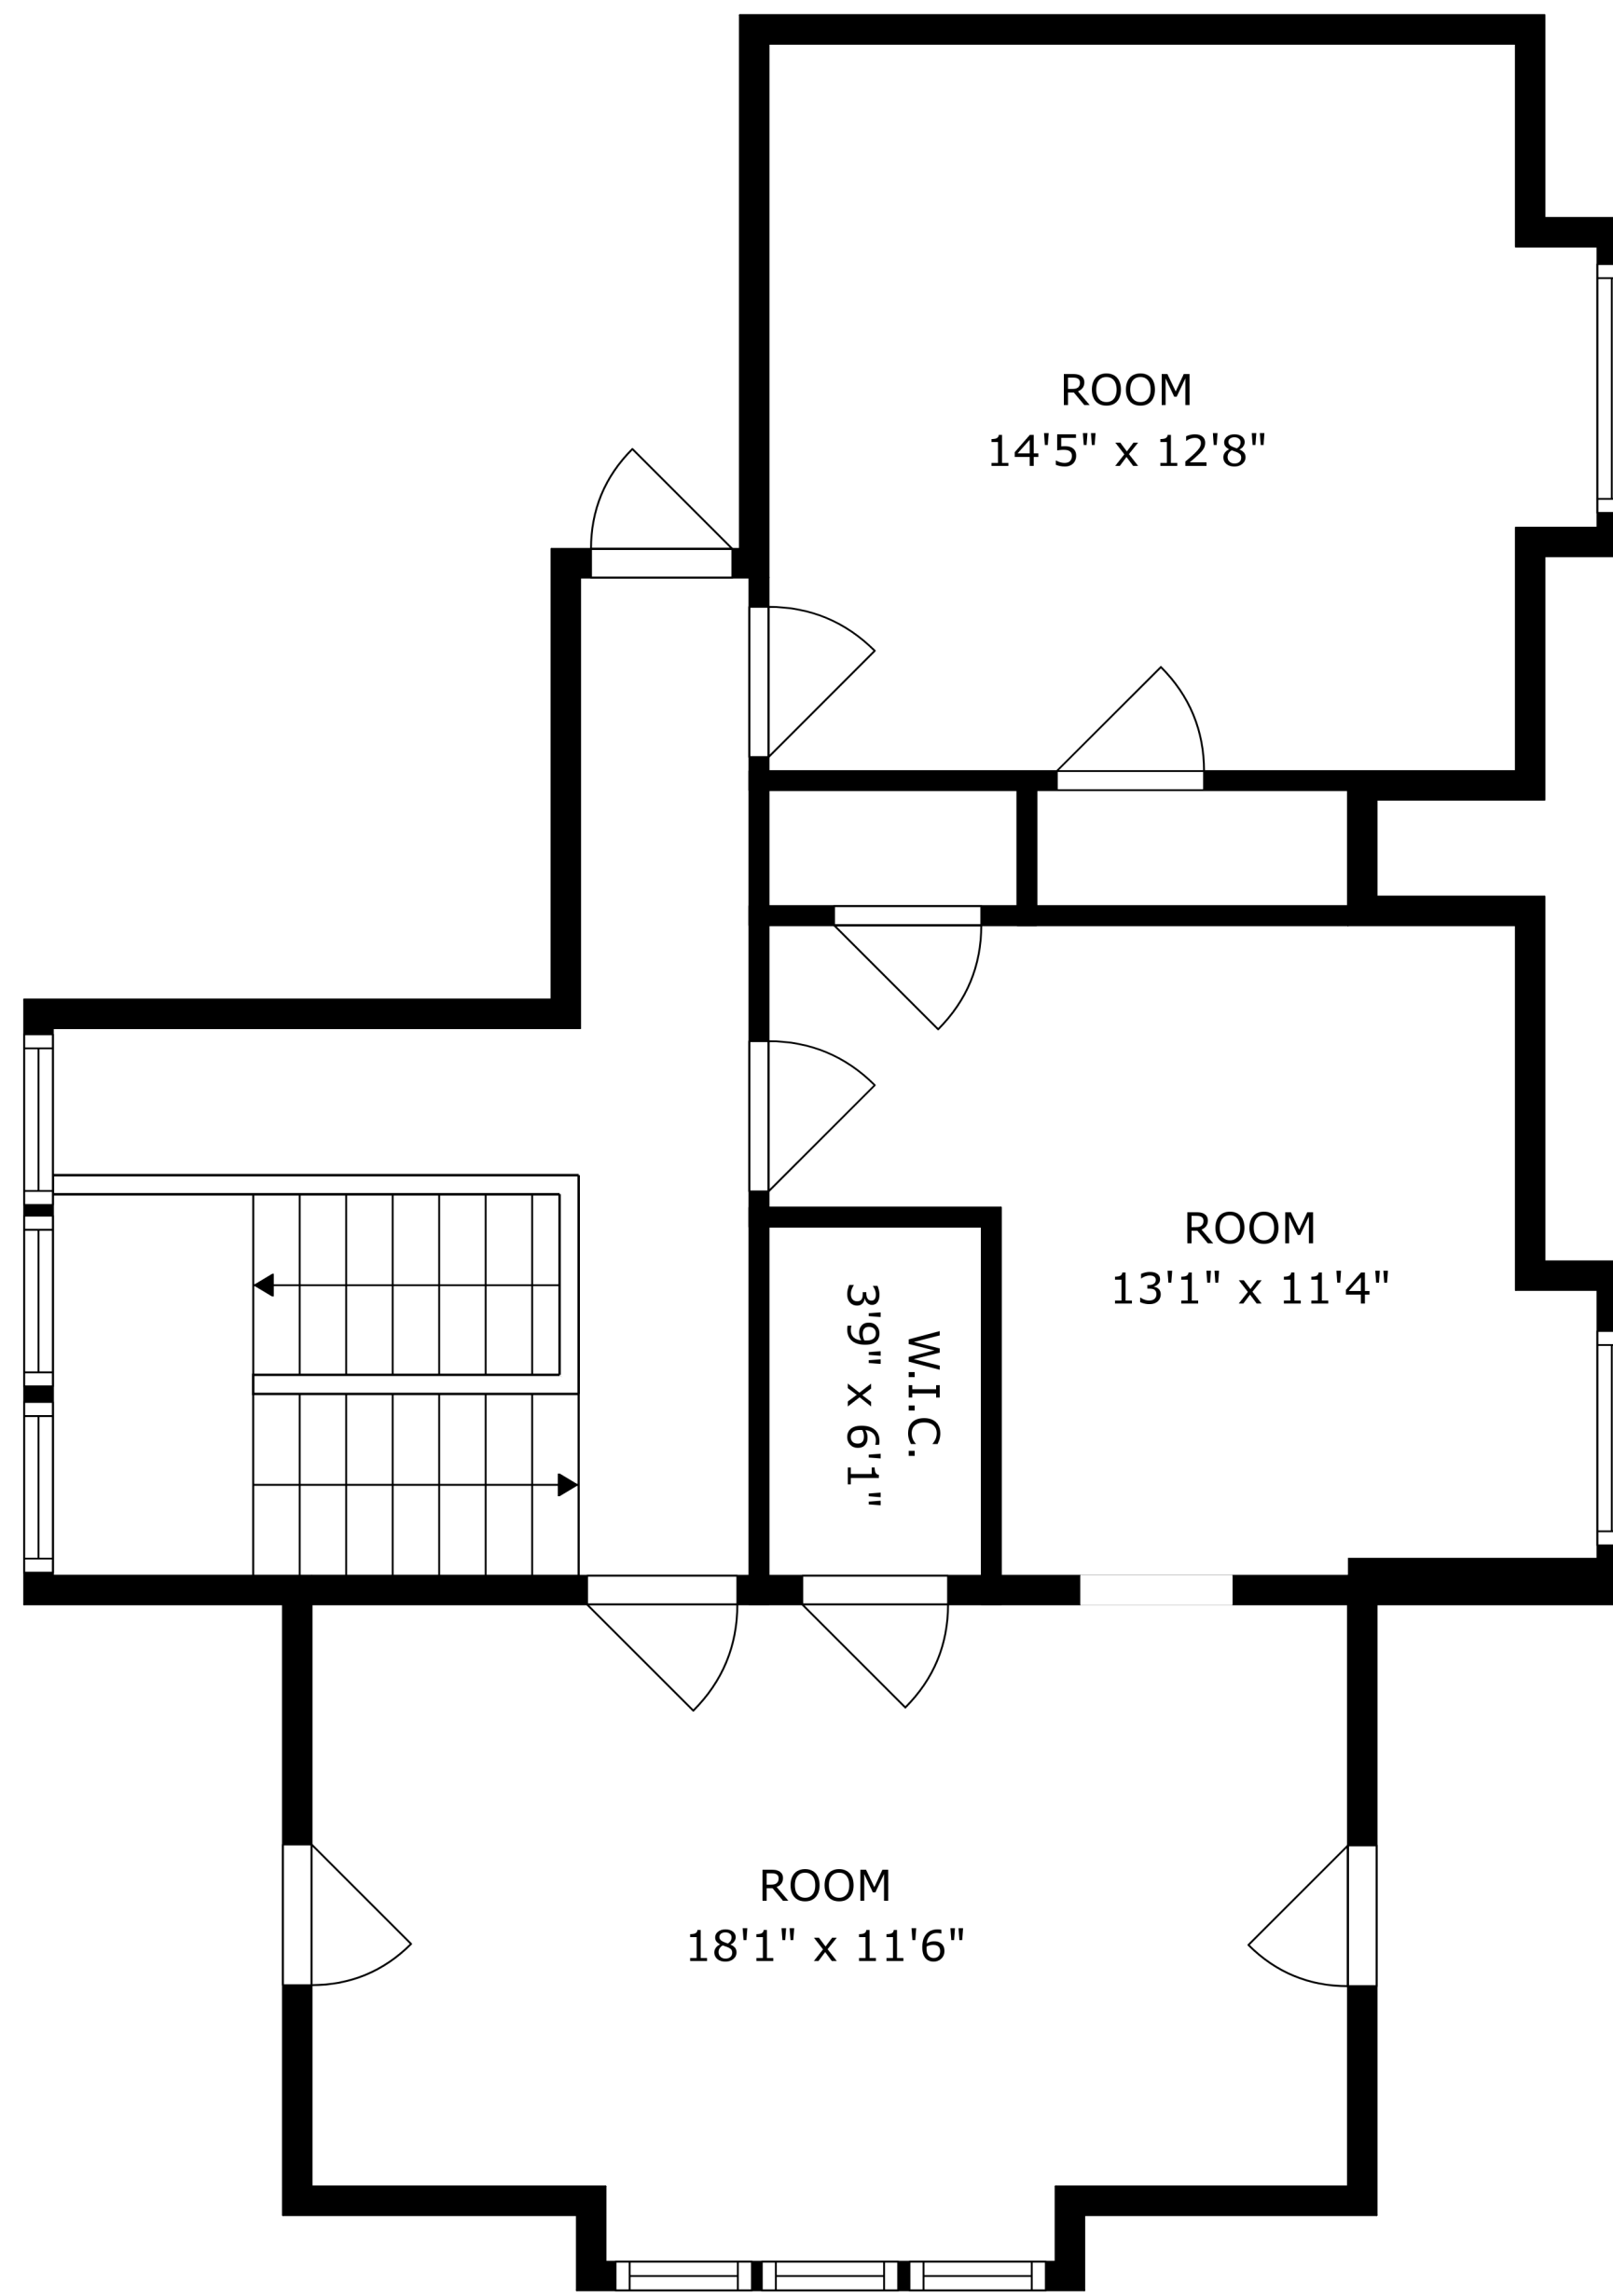 ROOM
14'5" x 12'8"
ROOM
13'1" x 11'4"
W.I.C.
3'9" x 6'1"
ROOM
18'1" x 11'6"